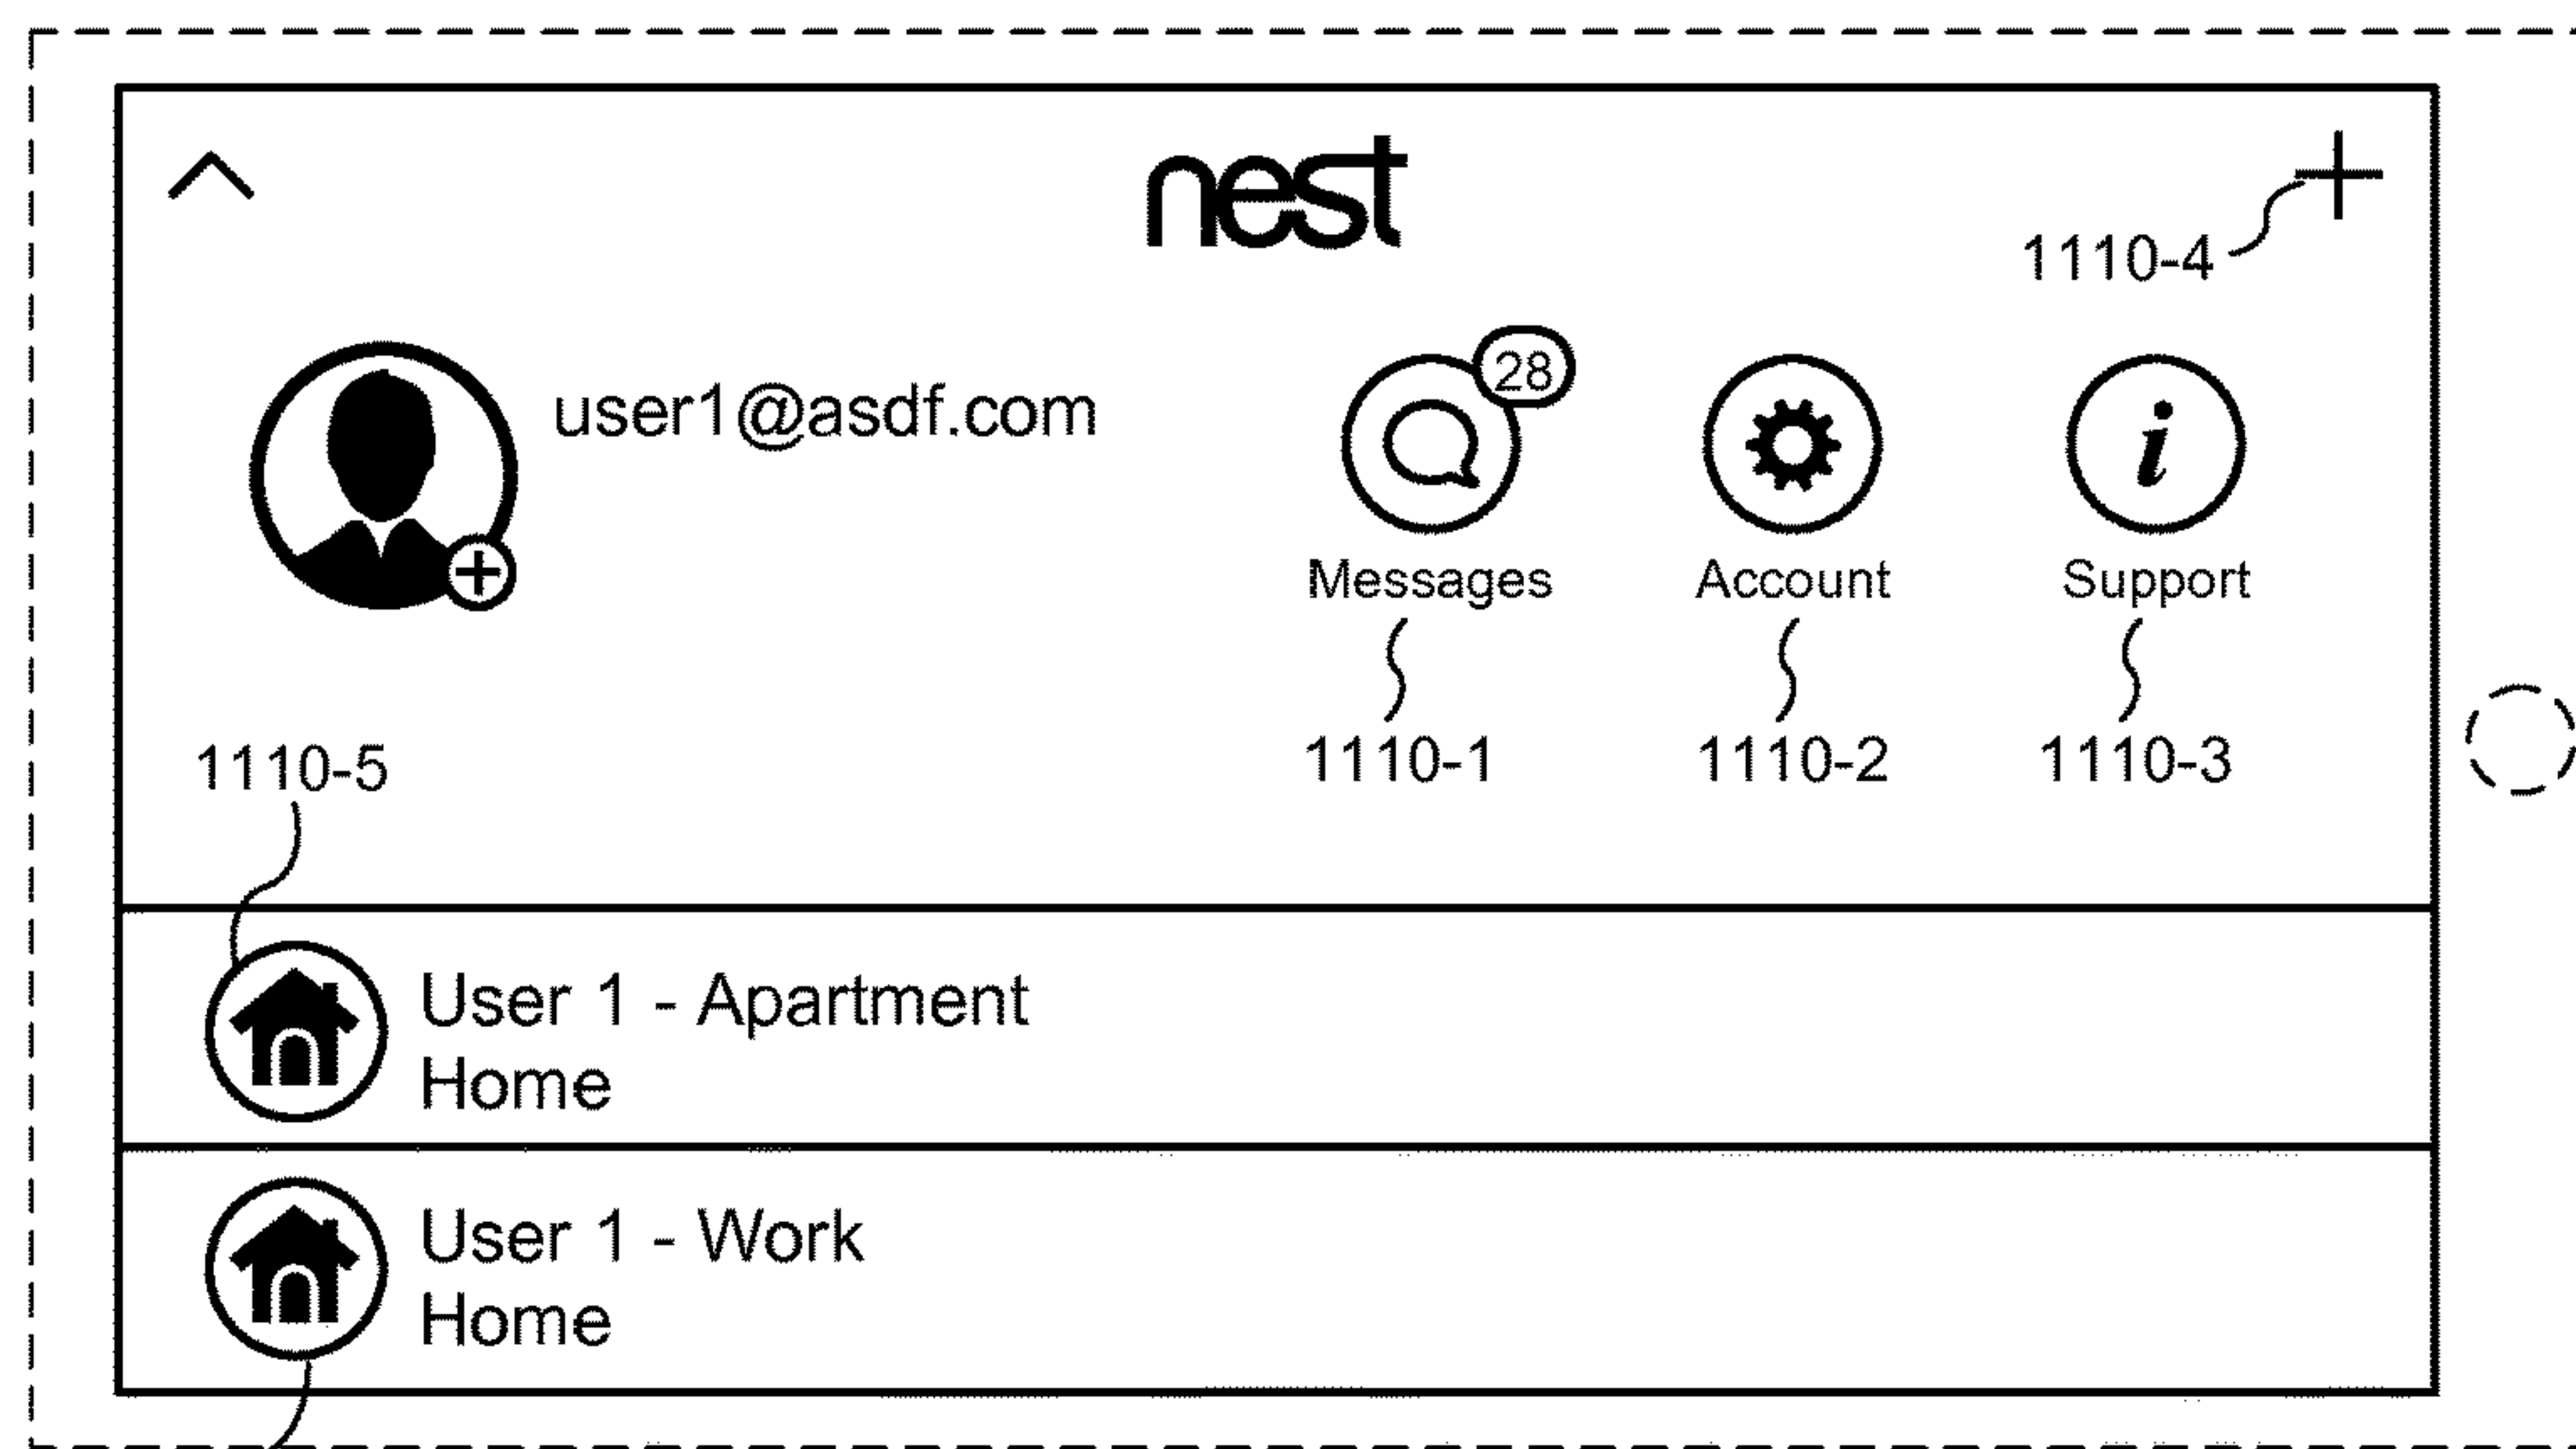 nest
1110-4
28
user1@asdf.com
i
Messages
Account
Support
1110-1
1110-2
1110-3
1110-5
User 1 - Apartment
Home
User 1 - Work
Home